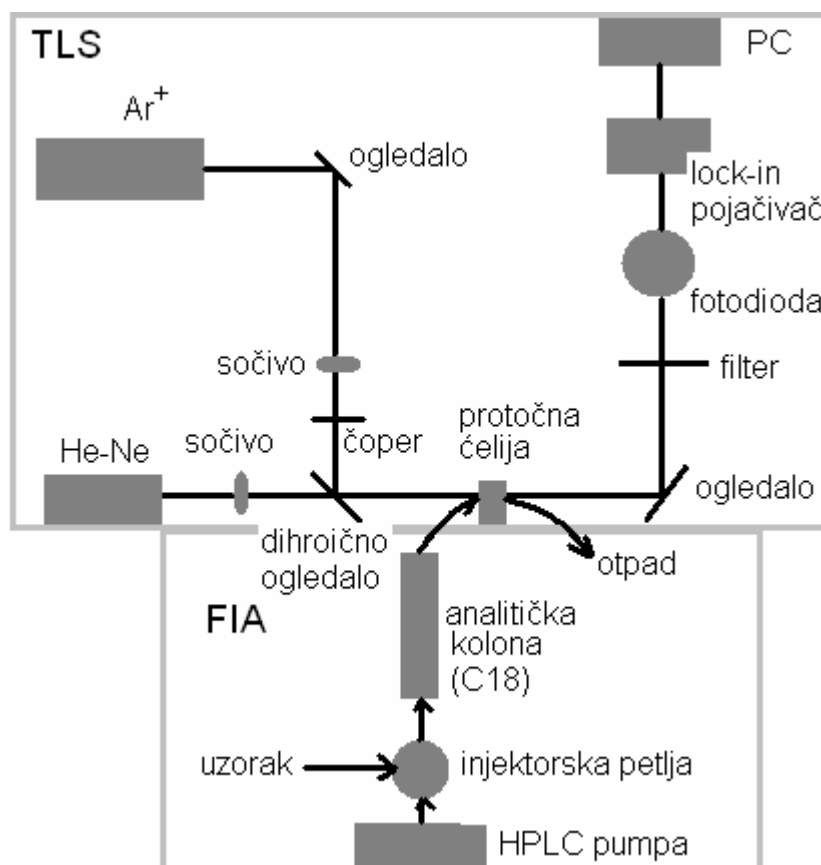 TLS
PC
Ar+
ogledalo
lock-in
pojačivač
fotodioda
sočivo
filter
čoper
protočna
ćelija
He-Ne
sočivo
ogledalo
dihroično
ogledalo
otpad
FIA
analitička
kolona
(C18)
uzorak
injektorska petlja
HPLC pumpa